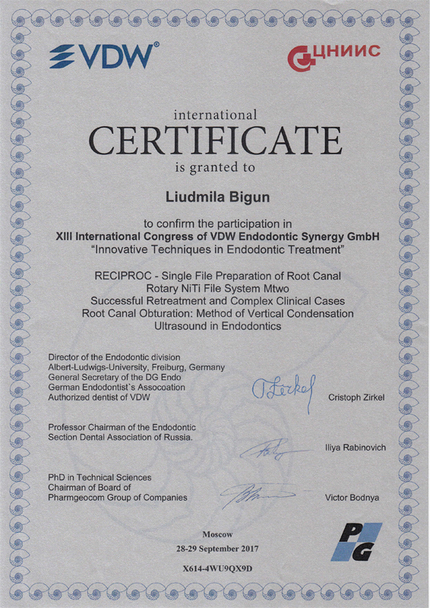 VDW®
ЦНИИС
international
CERTIFICATE
is granted to
Liudmila Bigun
to confirm the participation in
XIII International Congress of VDW Endodontic Synergy GmbH
“Innovative Techniques in Endodontic Treatment”
RECIPROC - Single File Preparation of Root Canal
Rotary NiTi File System Mtwo
Successful Retreatment and Complex Clinical Cases
Root Canal Obturation: Method of Vertical Condensation
Ultrasound in Endodontics
Director of the Endodontic division
Albert-Ludwigs-University, Freiburg, Germany
General Secretary of the DG Endo
German Endodontist`s Assocoation
Authorized dentist of VDW
Cristoph Zirkel
Professor Chairman of the Endodontic
Section Dental Association of Russia.
Iliya Rabinovich
PhD in Technical Sciences
Chairman of Board of
Pharmgeocom Group of Companies
Victor Bodnya
Moscow
28-29 September 2017
X614-4WU9QX9D
PG